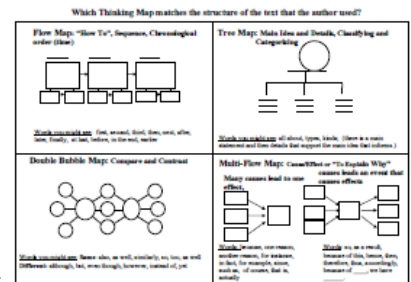 Which Thinking Map matches the structure of the text that the author used?
Flow Map: "How To", Sequence, Chronological
order (time)
Words you might see: first, second, third, then, next, after,
later, finally, at last, before, in the end, earlier
Tree Map: Main Idea and Details, Classifying and
Categorizing
Words you might see: all about, types, kinds, (there is a main
statement and then details that support the main idea that follows.)
Double Bubble Map: Compare and Contrast
Words you might see: Same: also, as well, similarly, so, too, as well
Different: although, but, even though, however, instead of, yet
Multi-Flow Map: Cause/Effect or "To Explain Why"
Many causes lead to one
effect,
causes leads an event that
causes effects
Words: because, one reason,
another reason, for instance,
in fact, for example, soon,
such as, of course, that is,
actually
Words: so, as a result,
because of this, hence, then,
therefore, thus, accordingly,
because of ____, we have
____.